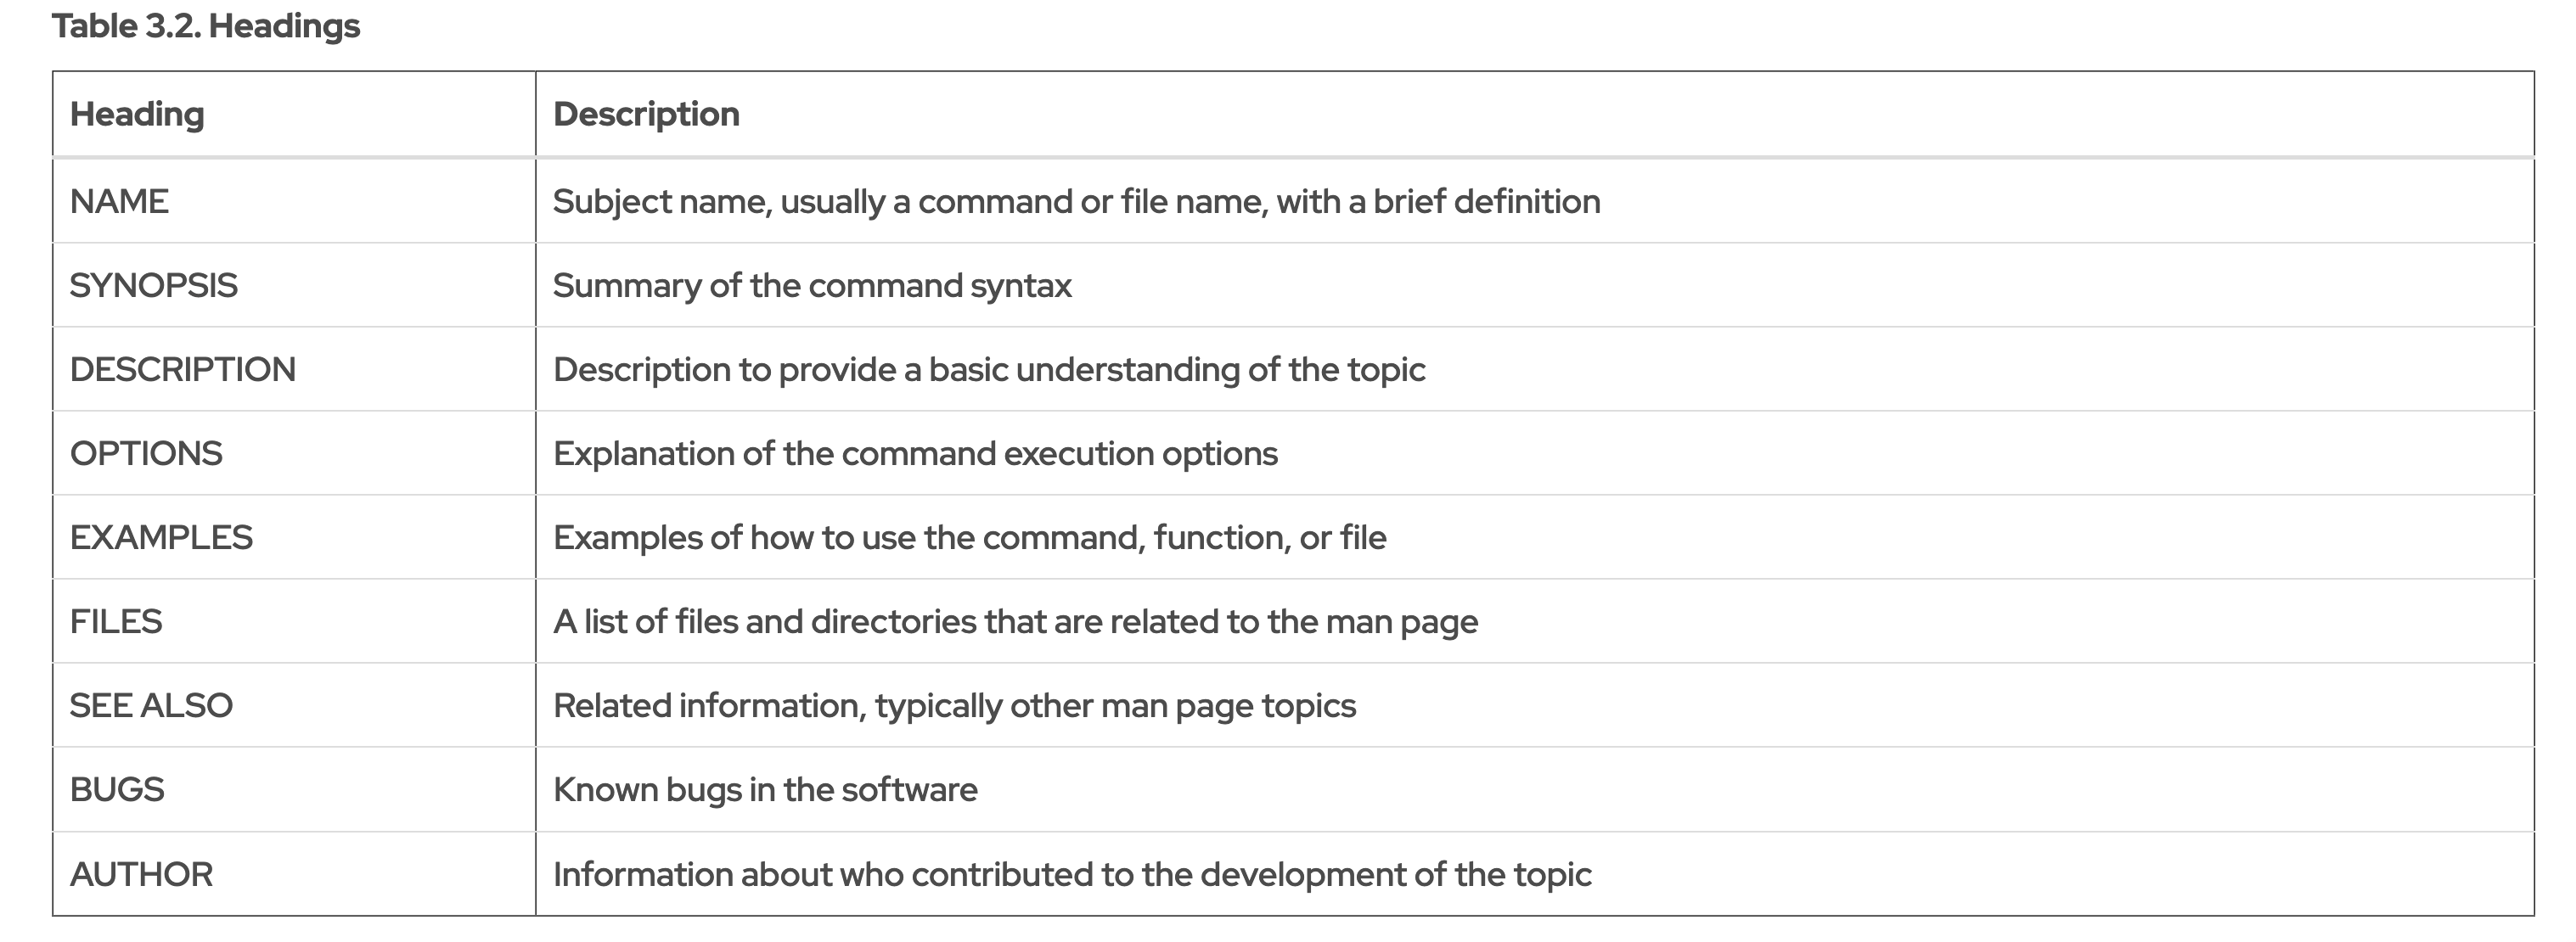 Table 3.2. Headings
Heading Description
NAME Subject name, usually a command or file name, with a brief definition
SYNOPSIS Summary of the command syntax
DESCRIPTION Description to provide a basic understanding of the topic
OPTIONS Explanation of the command execution options
EXAMPLES Examples of how to use the command, function, or file
FILES A list of files and directories that are related to the man page
SEE ALSO Related information, typically other man page topics
BUGS Known bugs in the software
AUTHOR Information about who contributed to the development of the topic